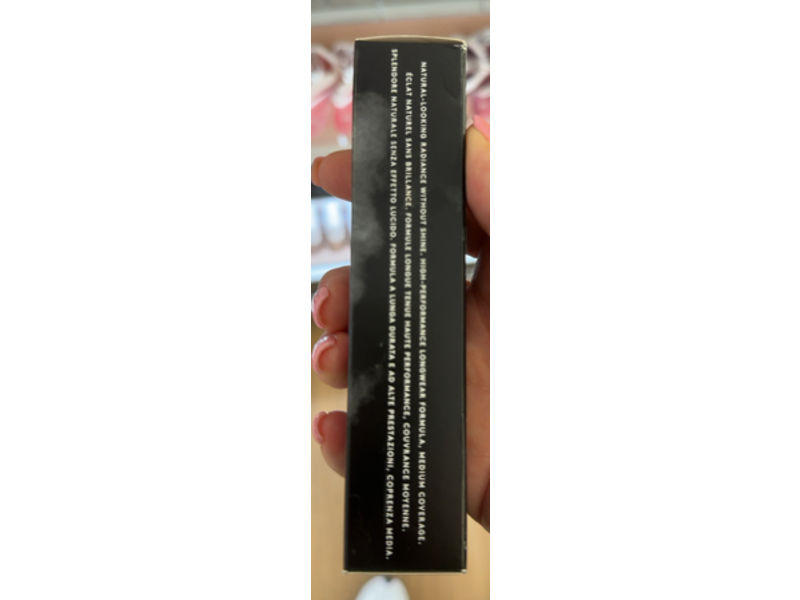 NATURAL-LOOKING RADIANCE WITHOUT SHINE. HIGH-PERFORMANCE LONGWEAR FORMULA, MEDIUM COVERAGE.
ÉCLAT NATUREL SANS BRILLANCE. FORMULE LONGUE TENUE HAUTE PERFORMANCE, COUVRANCE MOYENNE.
SPLENDORE NATURALE SENZA EFFETTO LUCIDO. FORMULA A LUNGA DURATA E AD ALTE PRESTAZIONI, COPRENZA MEDIA.